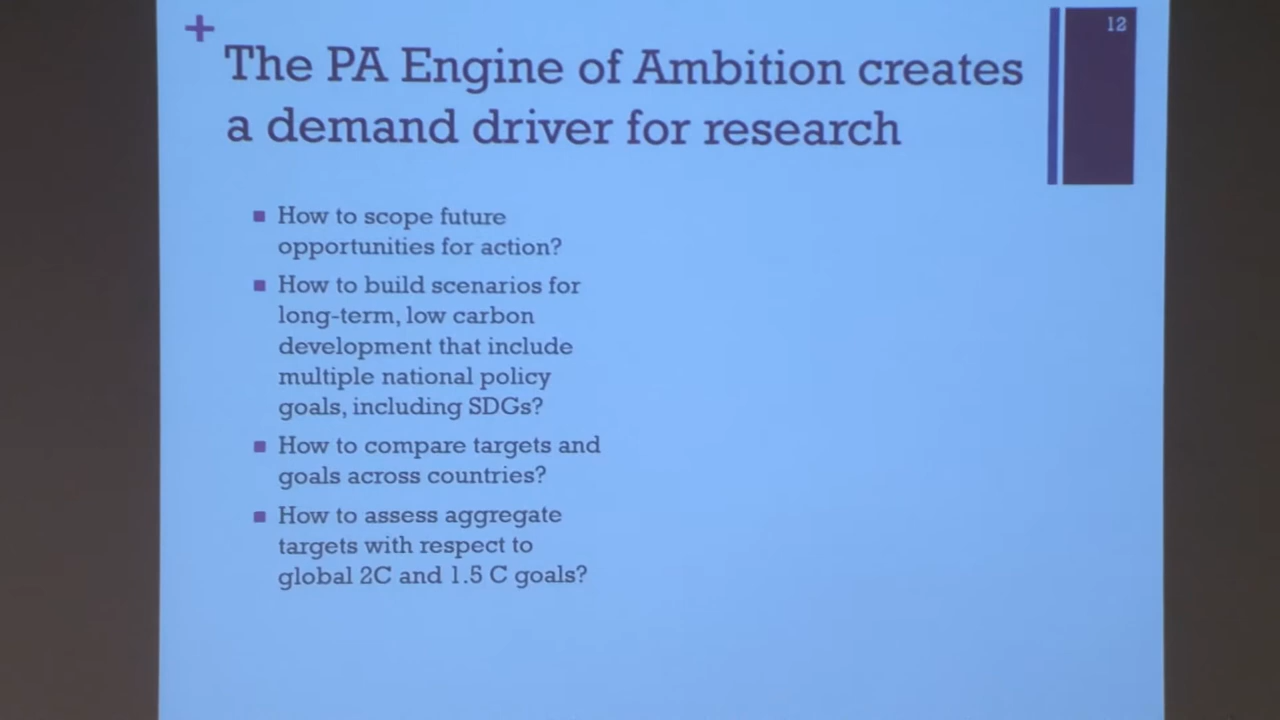 12
+
The PA Engine of Ambition creates
a demand driver for research
How to scope future
opportunities for action?
How to build scenarios for
long-term, low carbon
development that include
multiple national policy
goals, including SDGs?
How to compare targets and
goals across countries?
How to assess aggregate
targets with respect to
global 2C and 1.5 C goals?